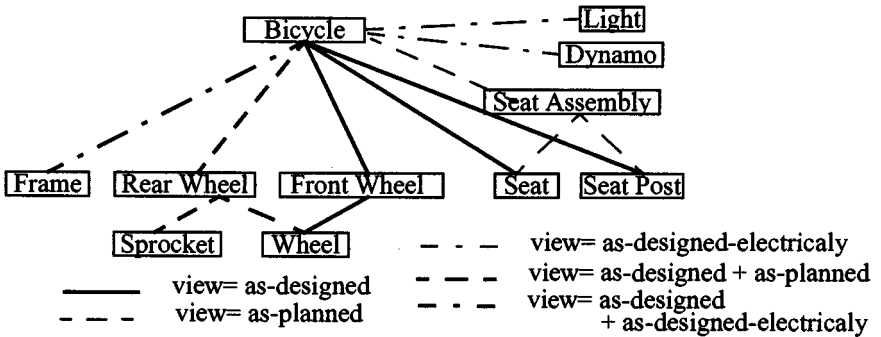 Bicycle
Light
Dynamo
Seat Assembly
Frame
Rear Wheel
Front Wheel
Seat
Seat Post
Sprocket
Wheel
view= as-designed
view= as-planned
view= as-designed-electricaly
view= as-designed + as-planned
view= as-designed
+ as-designed-electricaly